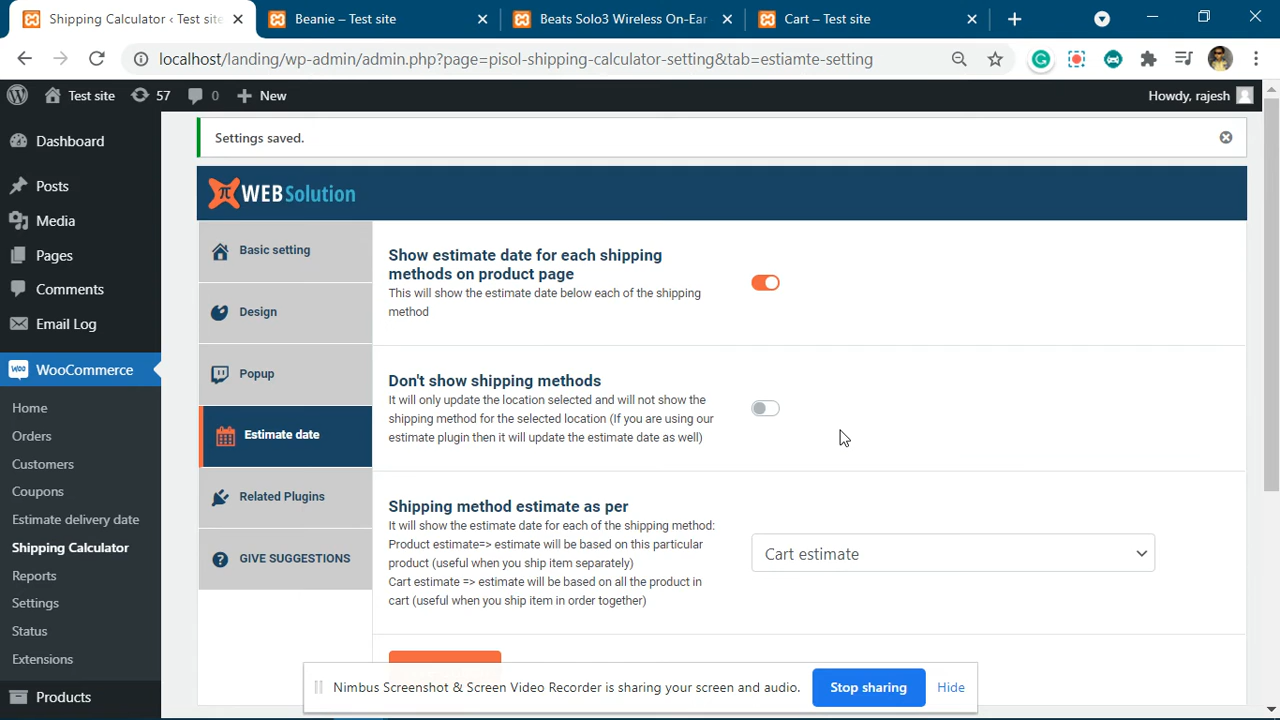 Shipping Calculator ‹ Test site
Beanie – Test site
Beats Solo3 Wireless On-Ear
Cart – Test site
localhost/landing/wp-admin/admin.php?page=pisol-shipping-calculator-setting&tab=estiamte-setting
Test site
57
0
New
Howdy, rajesh
Dashboard
Posts
Media
Pages
Comments
Email Log
WooCommerce
Home
Orders
Customers
Coupons
Estimate delivery date
Shipping Calculator
Reports
Settings
Status
Extensions
Products
Settings saved.
π WEBSolution
Basic setting
Design
Popup
Estimate date
Related Plugins
GIVE SUGGESTIONS
Show estimate date for each shipping
methods on product page
This will show the estimate date below each of the shipping
method
Don't show shipping methods
It will only update the location selected and will not show the
shipping method for the selected location (If you are using our
estimate plugin then it will update the estimate date as well)
Shipping method estimate as per
It will show the estimate date for each of the shipping method:
Product estimate=> estimate will be based on this particular
product (useful when you ship item separately)
Cart estimate => estimate will be based on all the product in
cart (useful when you ship item in order together)
Cart estimate
Nimbus Screenshot & Screen Video Recorder is sharing your screen and audio.
Stop sharing
Hide